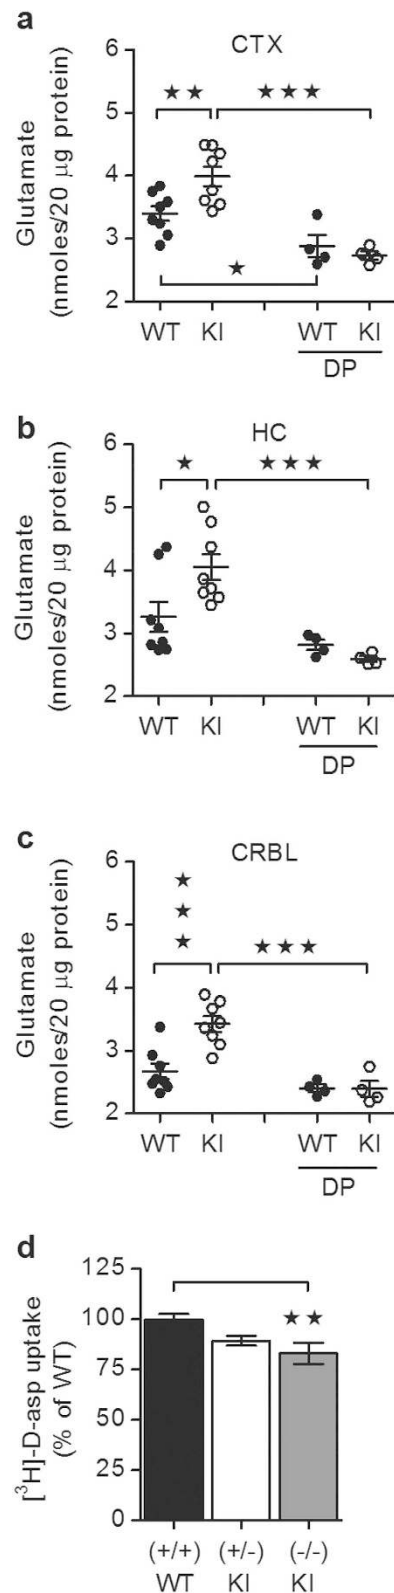 a
CTX
Glutamate
(nmoles/20 µg protein)
6
5
4
3
2
★★
★★★
★
WT KI WT KI
DP
b
HC
Glutamate
(nmoles/20 µg protein)
6
5
4
3
2
★
★★★
WT KI WT KI
DP
c
CRBL
Glutamate
(nmoles/20 µg protein)
6
5
4
3
2
★
★
★
★★★
WT KI WT KI
DP
d
[³H]-D-asp uptake
(% of WT)
125
100
75
50
25
0
★★
(+/+) (+/-) (-/-)
WT KI KI